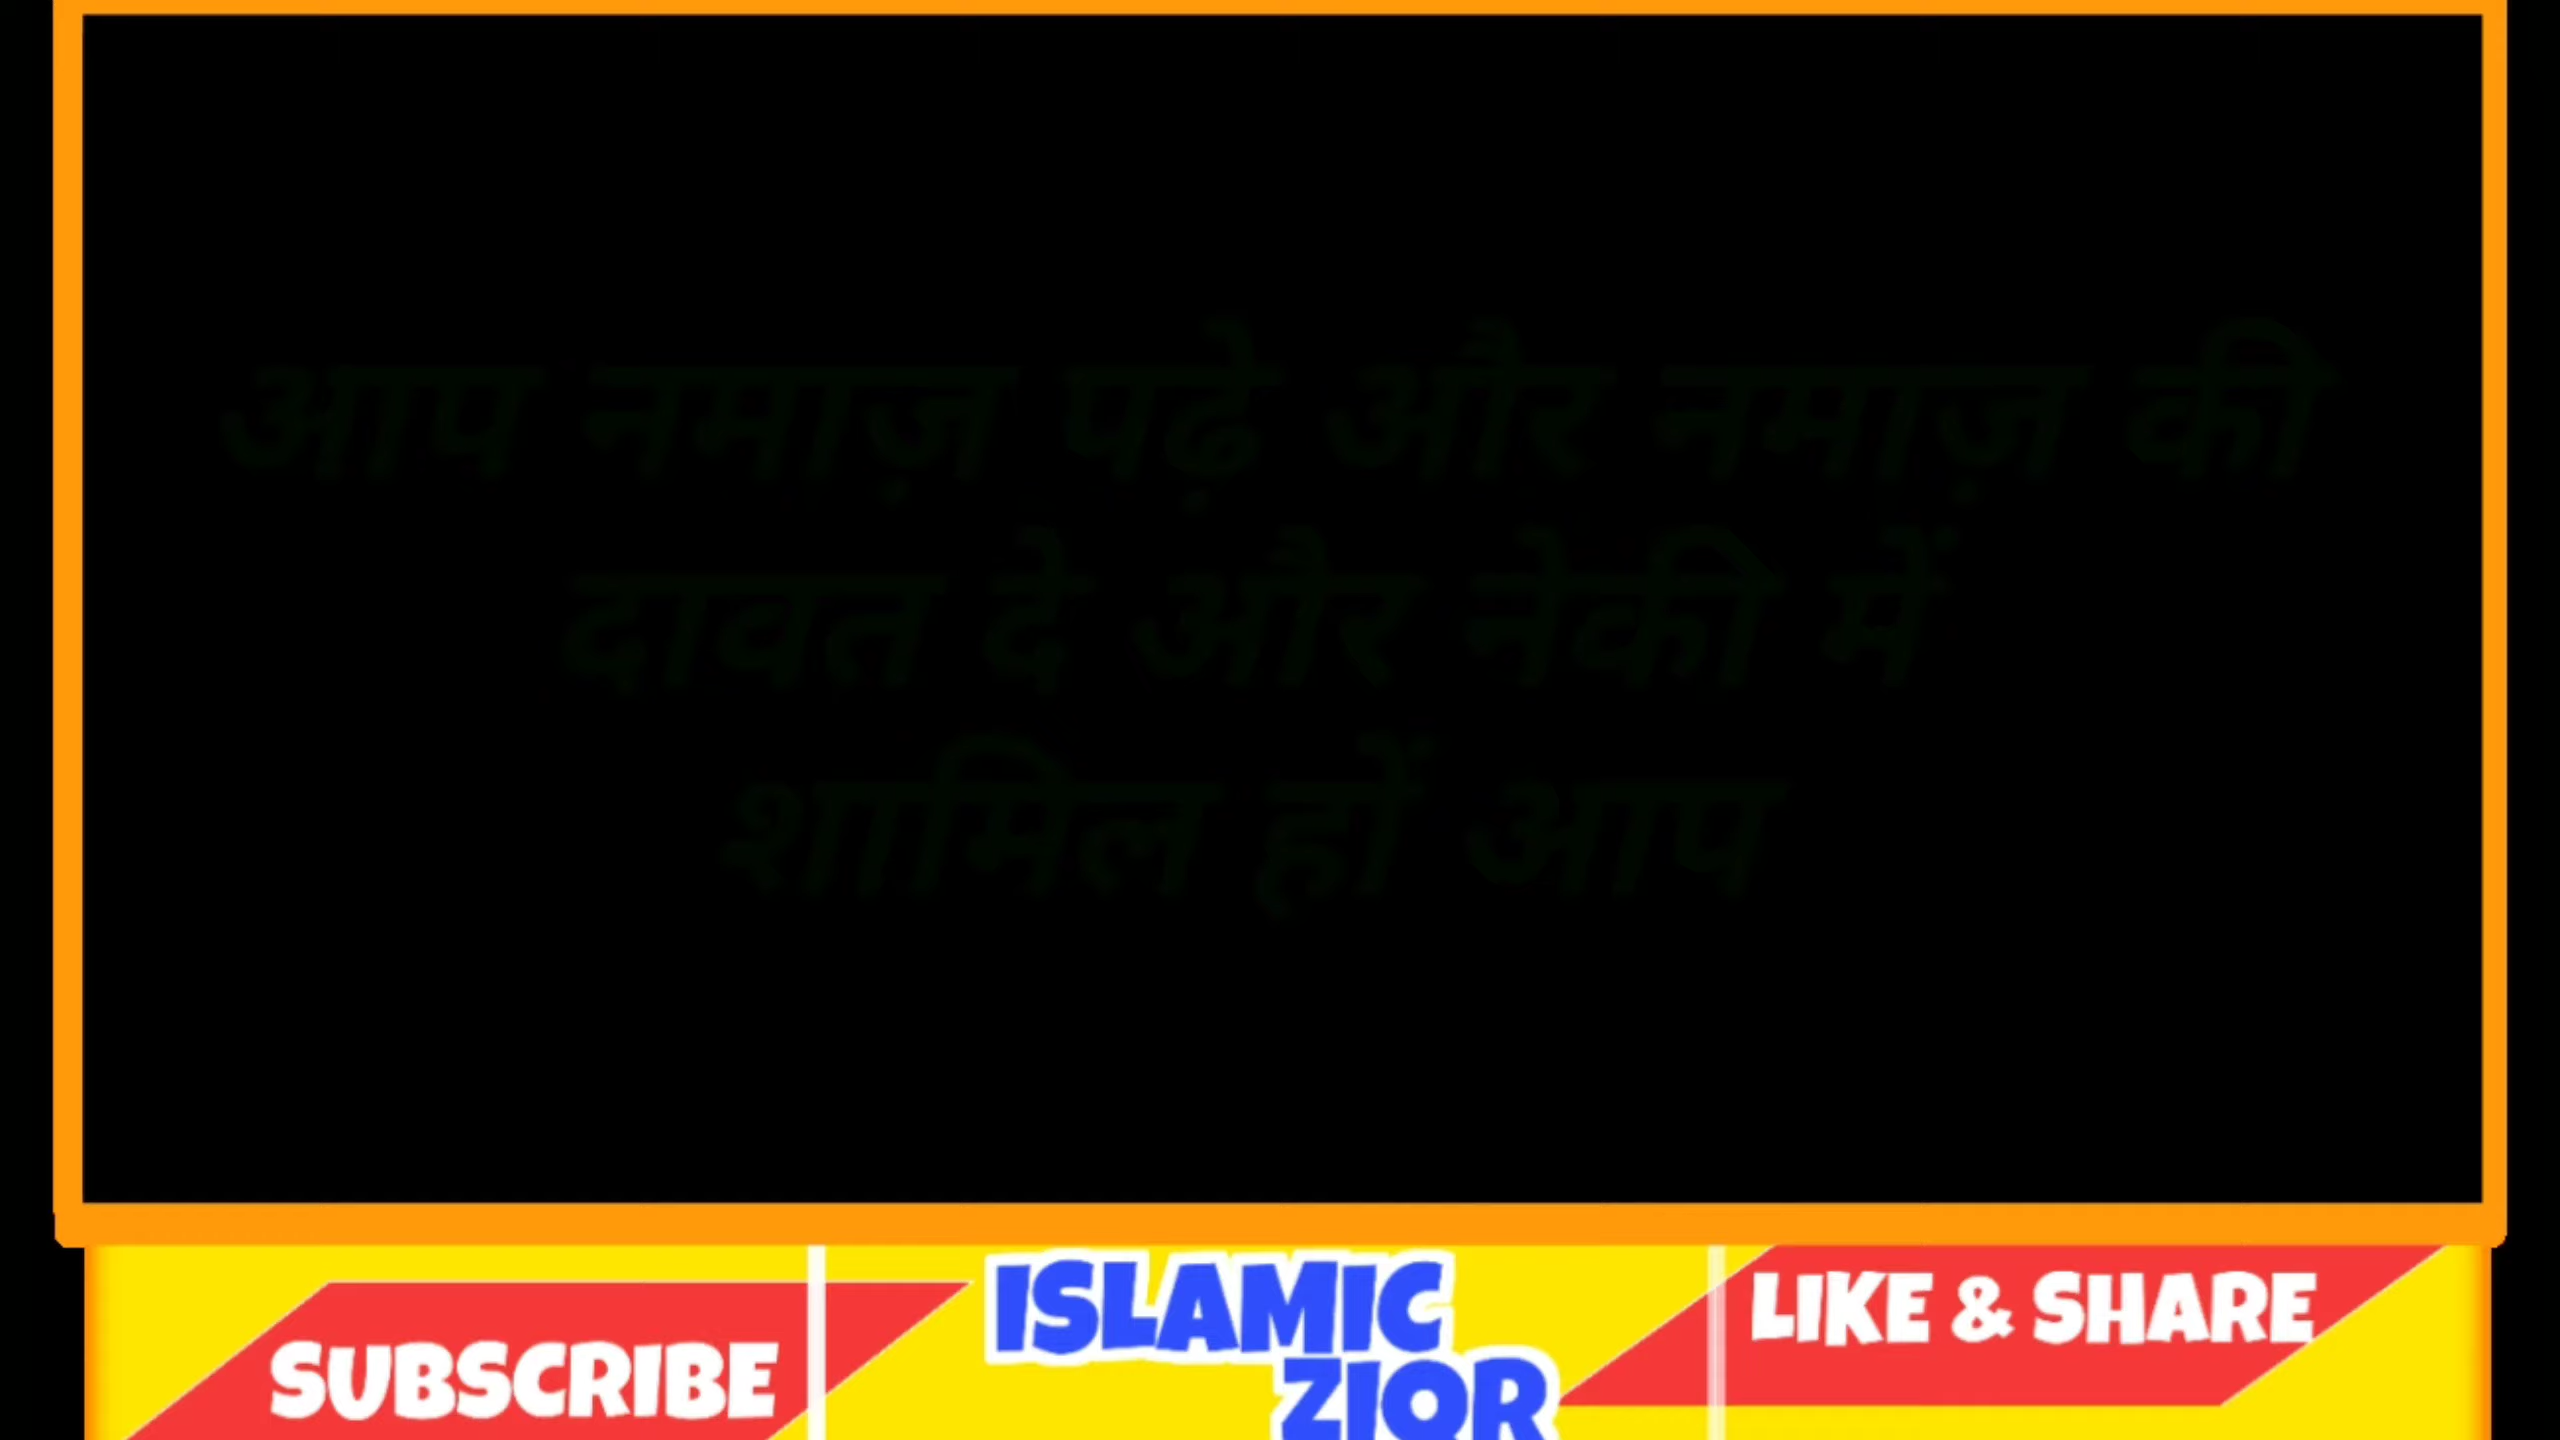 आप नमाज़ पढ़े और नमाज़ की
दावत दे और नेकी में
शामिल हों आप
SUBSCRIBE
ISLAMIC
ZIQR
LIKE & SHARE